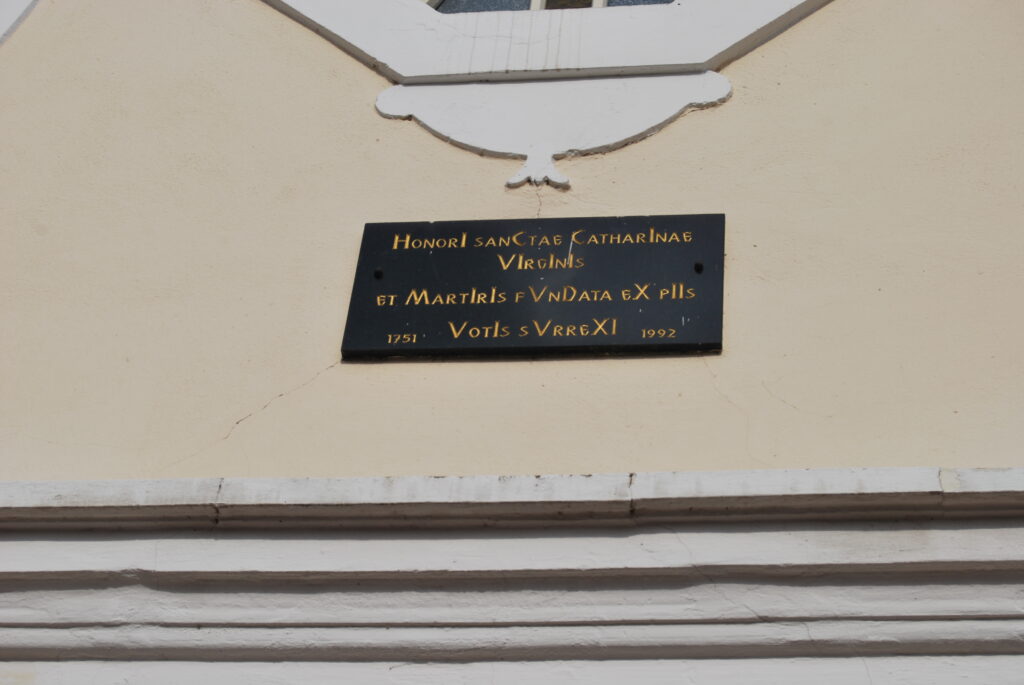 HONORI SANCTAE CATHARINAE
VIRGINIS
ET MARTIRIS FVNDATA EX PIIS
1751 VOTIS SVRREXI 1992